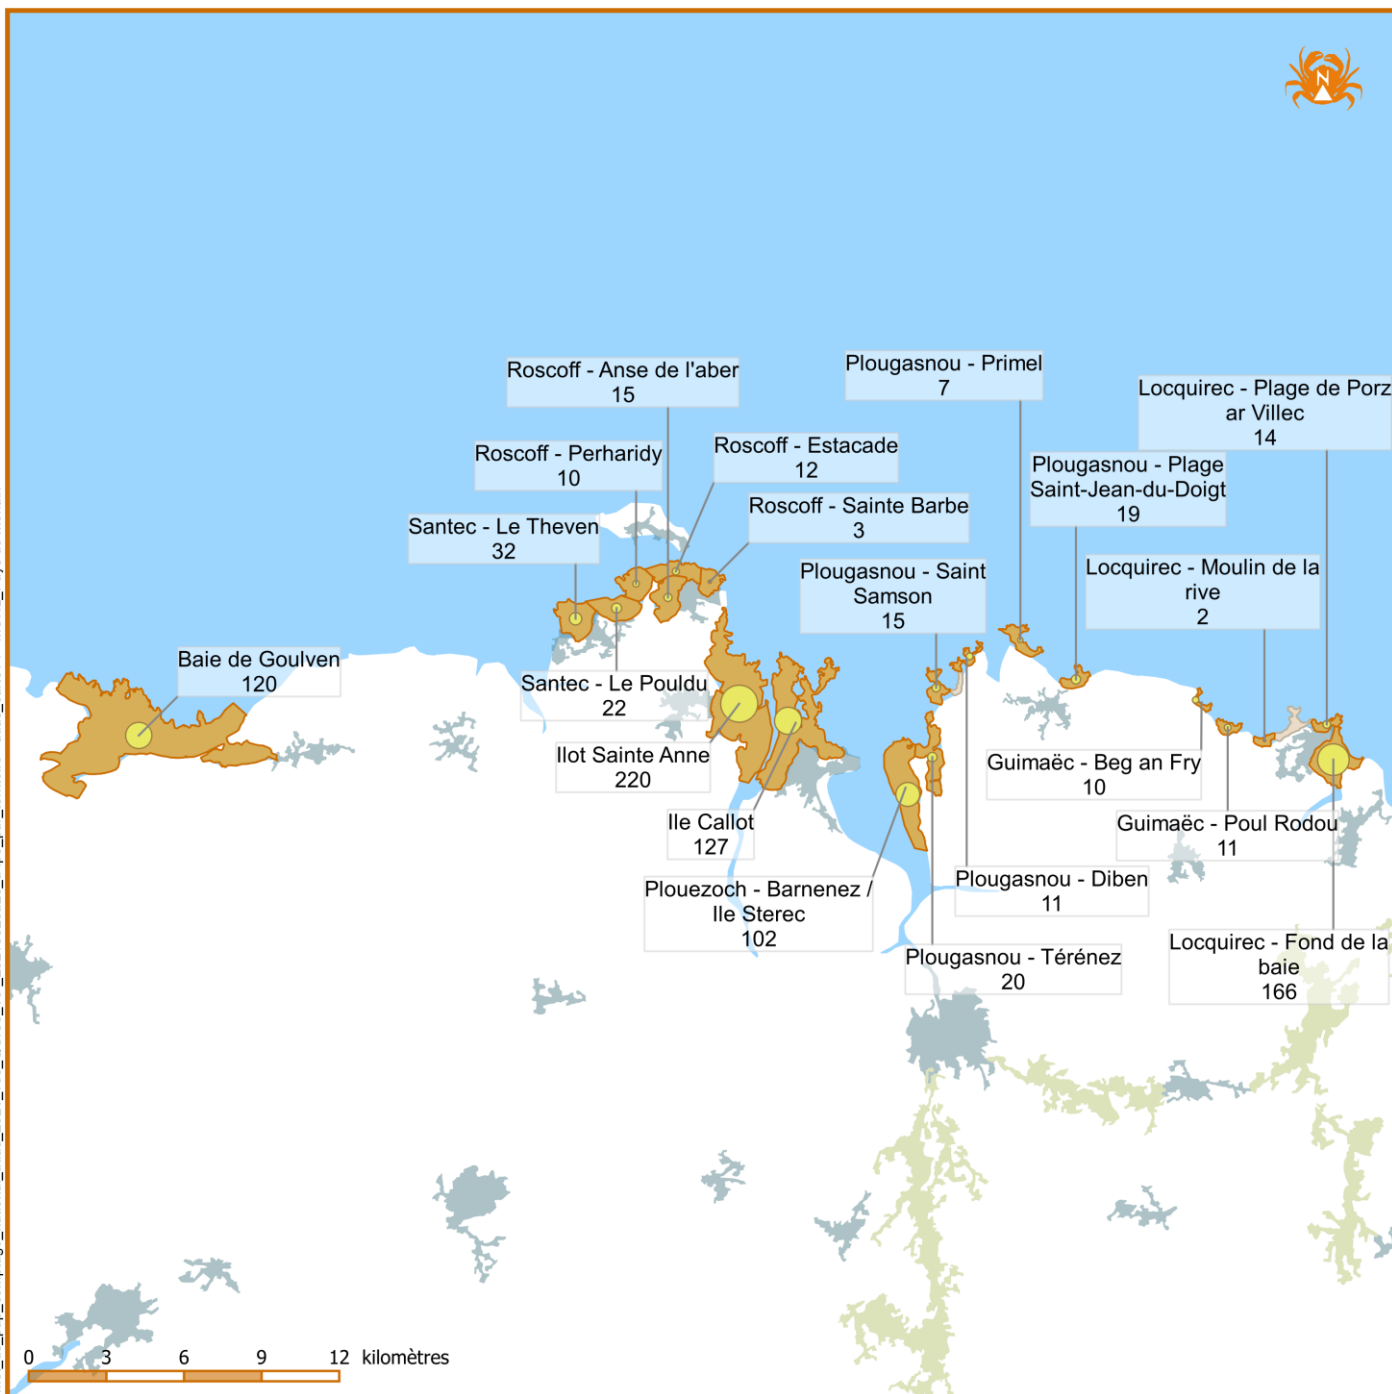 N
Roscoff - Anse de l'aber
15
Plougasnou - Primel
7
Locquirec - Plage de Porz
ar Villec
14
Roscoff - Perharidy
10
Roscoff - Estacade
12
Plougasnou - Plage
Saint-Jean-du-Doigt
19
Santec - Le Theven
32
Roscoff - Sainte Barbe
3
Plougasnou - Saint
Samson
15
Locquirec - Moulin de la
rive
2
Baie de Goulven
120
Santec - Le Pouldu
22
Ilot Sainte Anne
220
Guimaëc - Beg an Fry
10
Ile Callot
127
Guimaëc - Poul Rodou
11
Plouezoch - Barnenez /
Ile Sterec
102
Plougasnou - Diben
11
Plougasnou - Térénez
20
Locquirec - Fond de la
baie
166
0 3 6 9 12 kilomètres